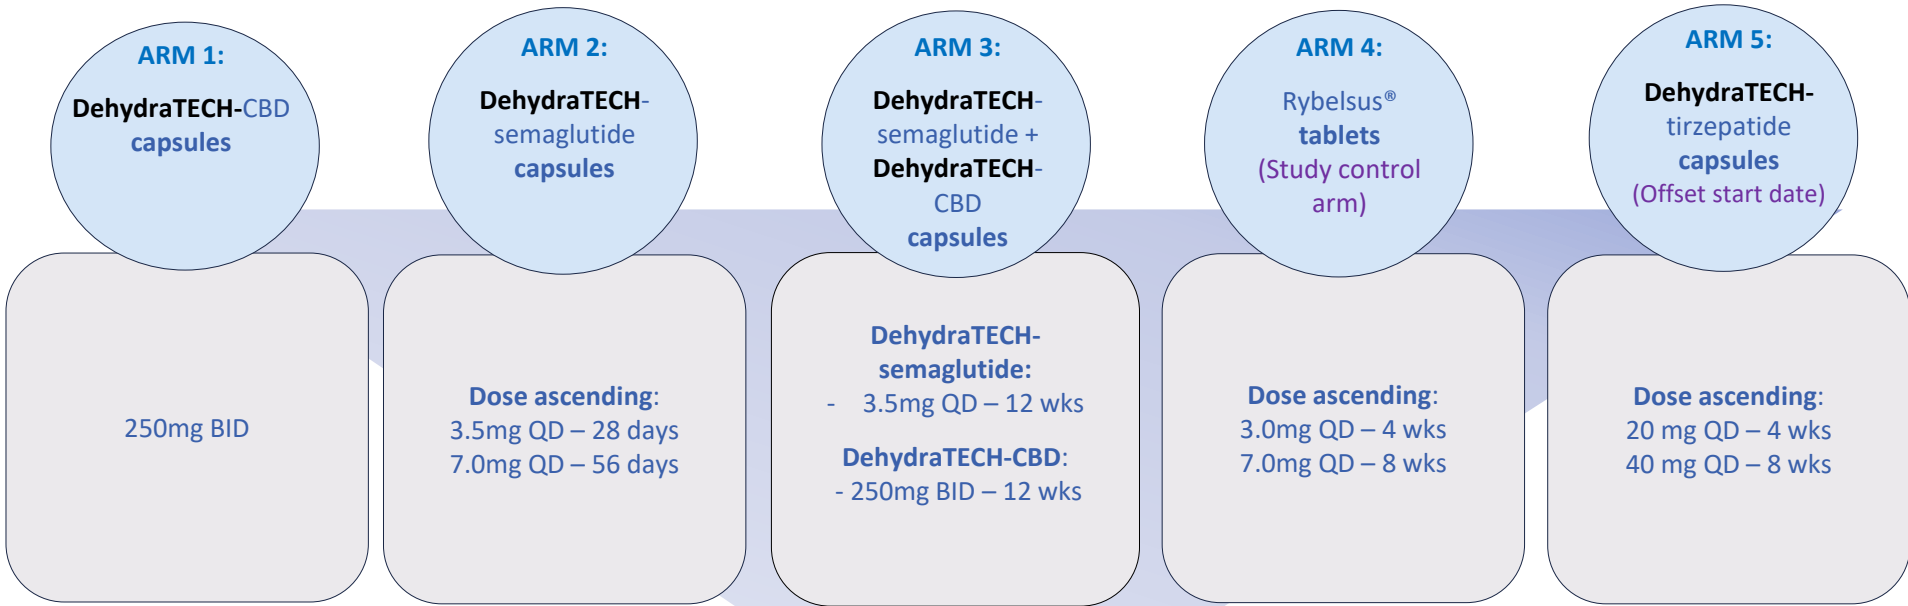 ARM 1:
DehydraTECH-CBD
capsules
250mg BID
ARM 2:
DehydraTECH-
semaglutide
capsules
Dose ascending:
3.5mg QD – 28 days
7.0mg QD – 56 days
ARM 3:
DehydraTECH-
semaglutide +
DehydraTECH-
CBD
capsules
DehydraTECH-
semaglutide:
- 3.5mg QD – 12 wks
DehydraTECH-CBD:
- 250mg BID – 12 wks
ARM 4:
Rybelsus®
tablets
(Study control
arm)
Dose ascending:
3.0mg QD – 4 wks
7.0mg QD – 8 wks
ARM 5:
DehydraTECH-
tirzepatide
capsules
(Offset start date)
Dose ascending:
20 mg QD – 4 wks
40 mg QD – 8 wks